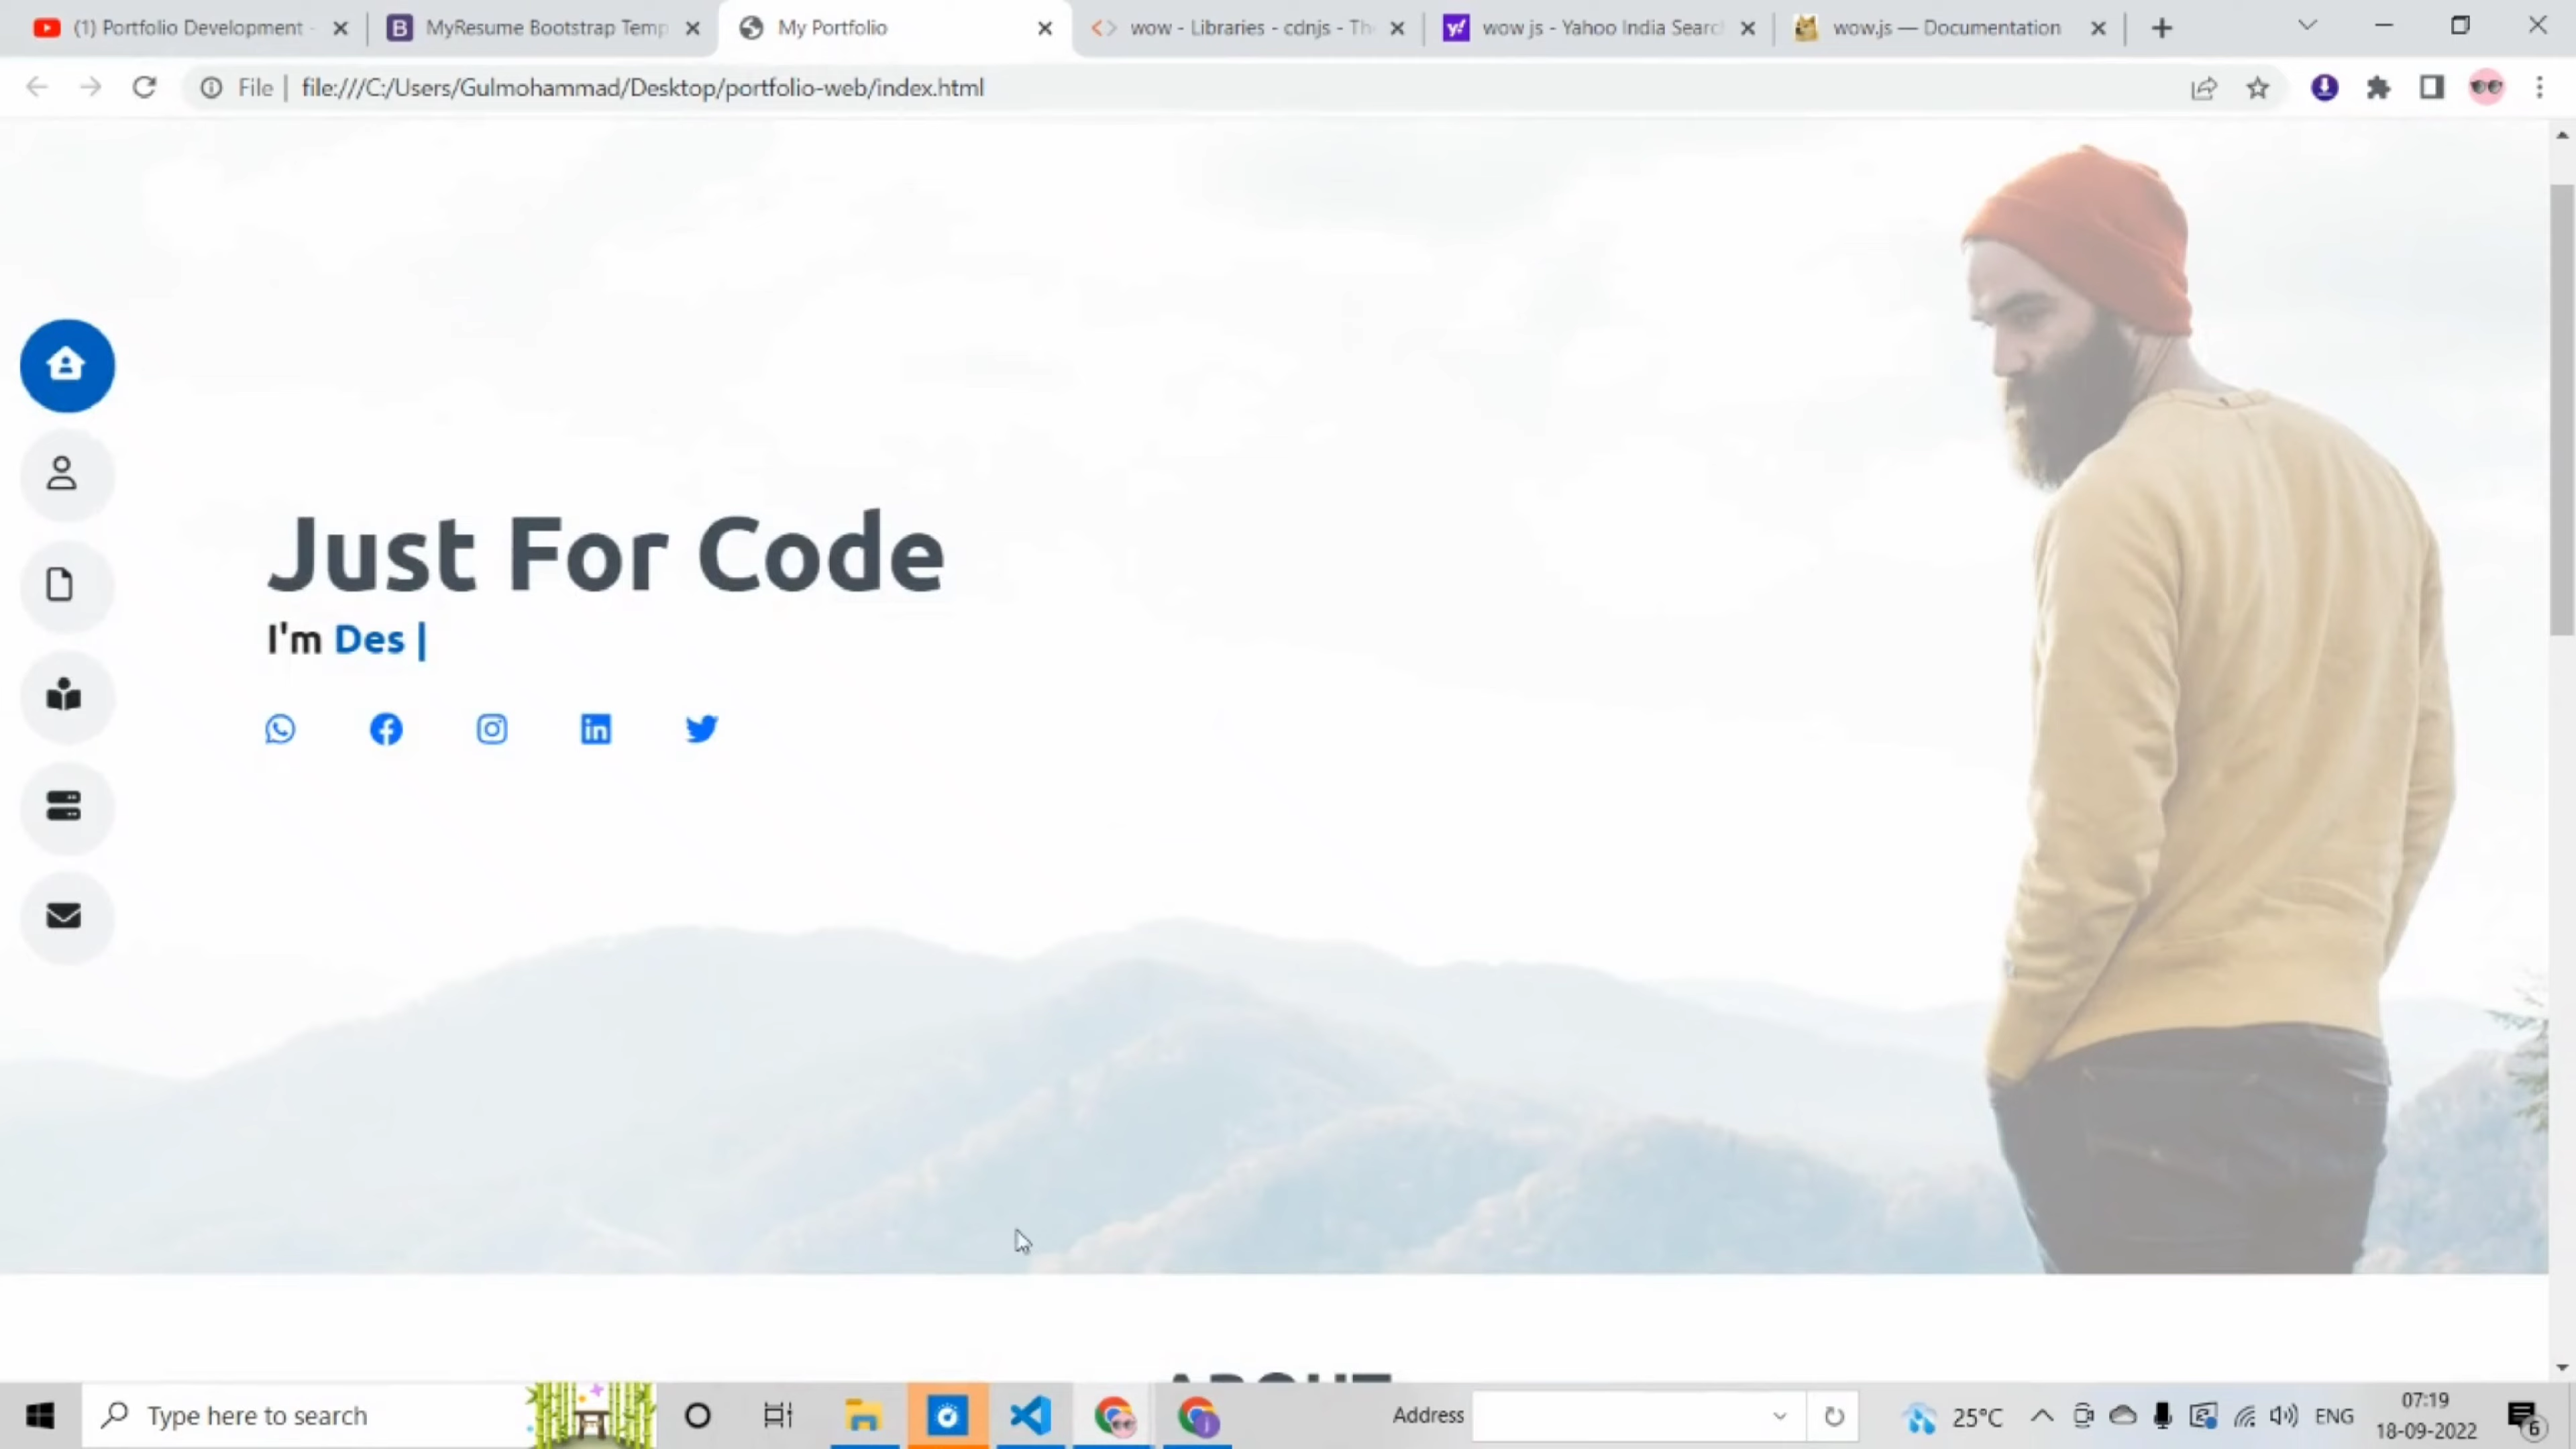 (1) Portfolio Development -
MyResume Bootstrap Temp
My Portfolio
wow - Libraries - cdnjs - Th
wow js - Yahoo India Searc
wow.js — Documentation
File
file:///C:/Users/Gulmohammad/Desktop/portfolio-web/index.html
Just For Code
I'm Des |
ABOUT
Type here to search
Address
25°C
ENG
07:19
18-09-2022
6